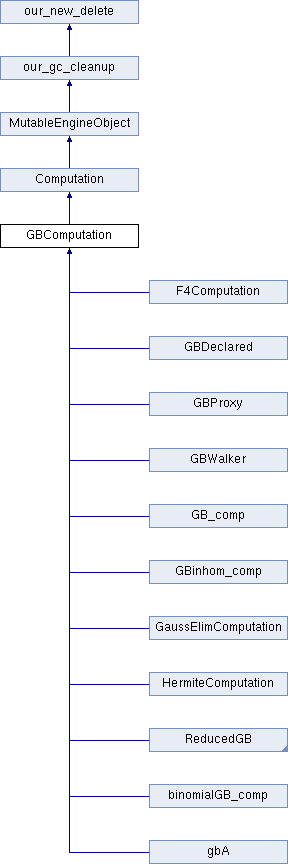 our_new_delete
our_gc_cleanup
MutableEngineObject
Computation
GBComputation
F4Computation
GBDeclared
GBProxy
GBWalker
GB_comp
GBinhom_comp
GaussElimComputation
HermiteComputation
ReducedGB
binomialGB_comp
gbA